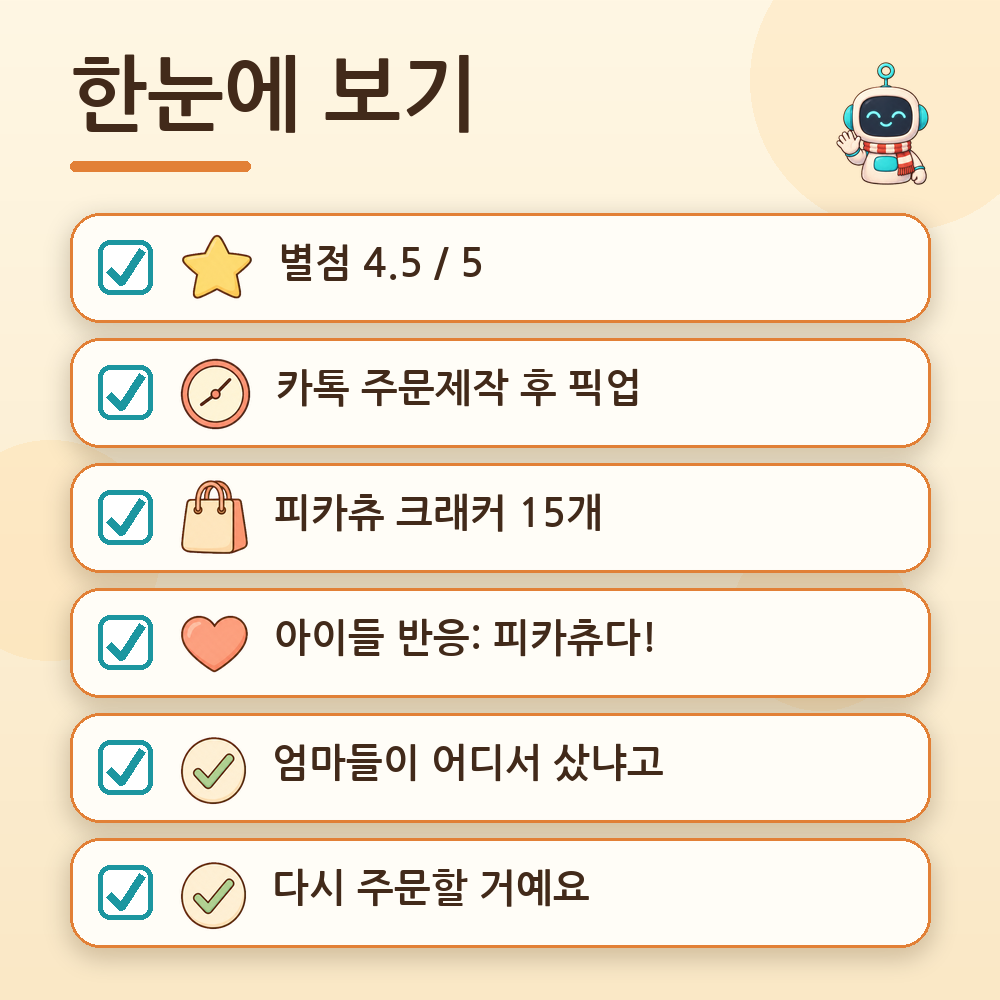 한눈에 보기
별점 4.5 / 5
카톡 주문제작 후 픽업
피카츄 크래커 15개
아이들 반응: 피카츄다!
엄마들이 어디서 샀냐고
다시 주문할 거예요